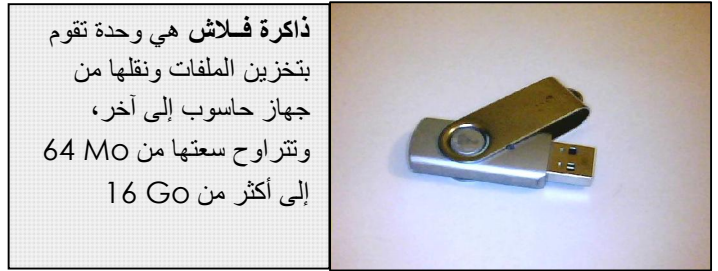 ذاكرة فــلاش هي وحدة تقوم
بتخزين الملفات ونقلها من
جهاز حاسوب إلى آخر،
وتتراوح سعتها من 64 Mo
إلى أكثر من 16 Go